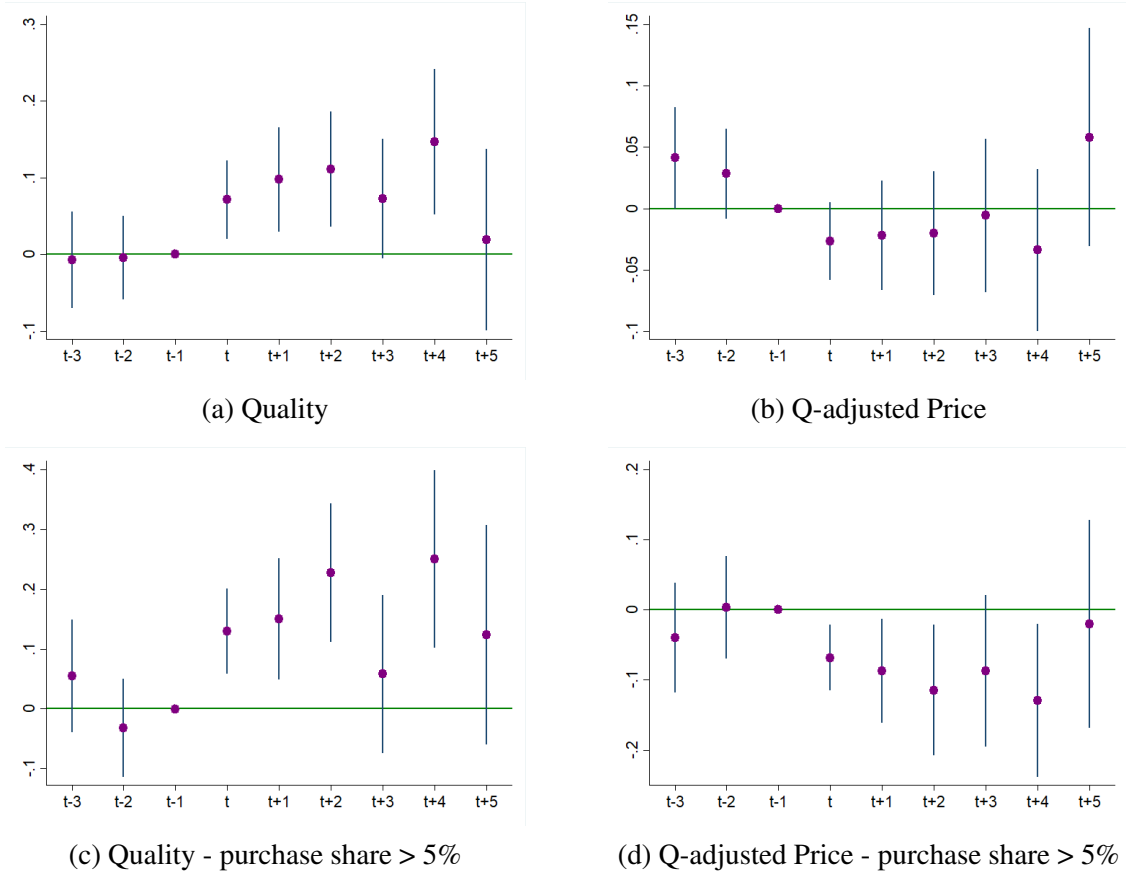 .3
.2
.1
0
-.1
t-3 t-2 t-1 t t+1 t+2 t+3 t+4 t+5
(a) Quality
.15
.1
.05
0
-.05
-.1
t-3 t-2 t-1 t t+1 t+2 t+3 t+4 t+5
(b) Q-adjusted Price
.4
.3
.2
.1
0
-.1
t-3 t-2 t-1 t t+1 t+2 t+3 t+4 t+5
(c) Quality - purchase share > 5%
.2
.1
0
-.1
-.2
t-3 t-2 t-1 t t+1 t+2 t+3 t+4 t+5
(d) Q-adjusted Price - purchase share > 5%